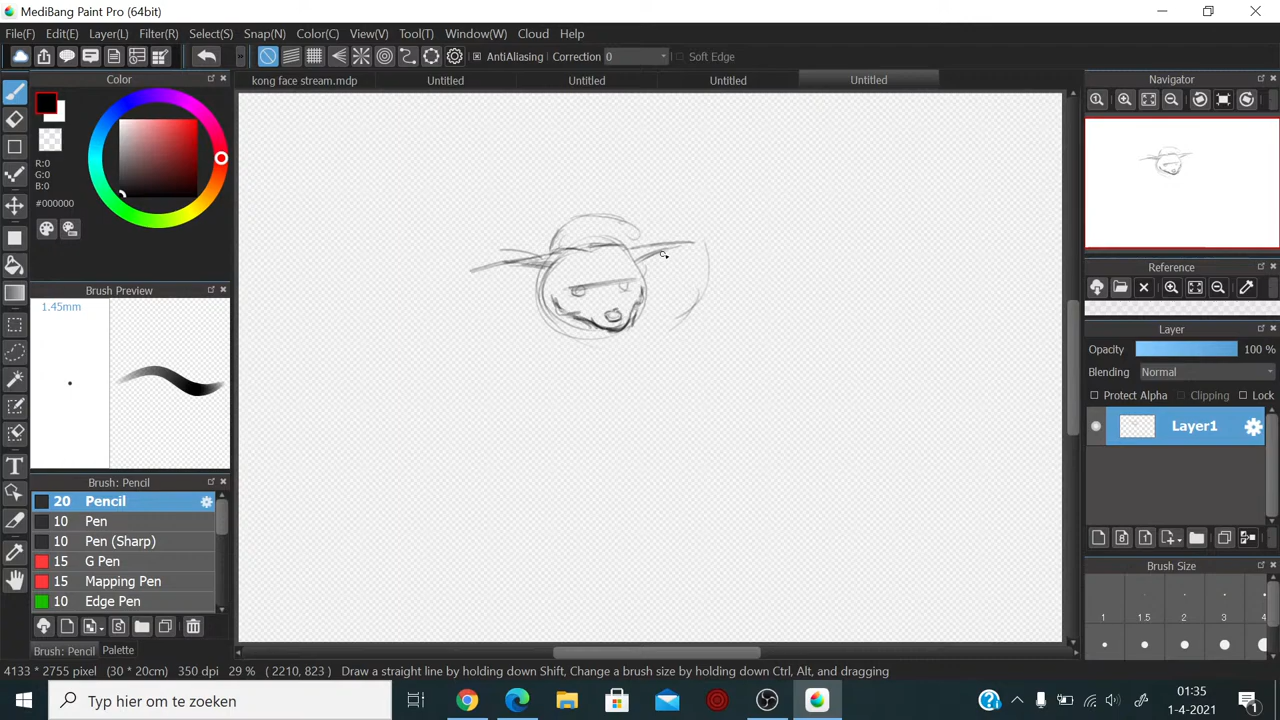 MediBang Paint Pro (64bit)
File(F) Edit(E) Layer(L) Filter(R) Select(S) Snap(N) Color(C) View(V) Tool(T) Window(W) Cloud Help
AntiAliasing Correction 0 Soft Edge
Color
kong face stream.mdp Untitled Untitled Untitled Untitled
Navigator
R:0
G:0
B:0
#000000
Reference
Brush Preview
1.45mm
Layer
Opacity 100 %
Blending Normal
Protect Alpha Clipping Lock
Layer1
Brush: Pencil
20 Pencil
10 Pen
10 Pen (Sharp)
15 G Pen
15 Mapping Pen
10 Edge Pen
Brush Size
1 1.5 2 3 4
Brush: Pencil Palette
4133 * 2755 pixel (30 * 20cm) 350 dpi 29 % ( 2210, 823 ) Draw a straight line by holding down Shift, Change a brush size by holding down Ctrl, Alt, and dragging
Typ hier om te zoeken
01:35
1-4-2021